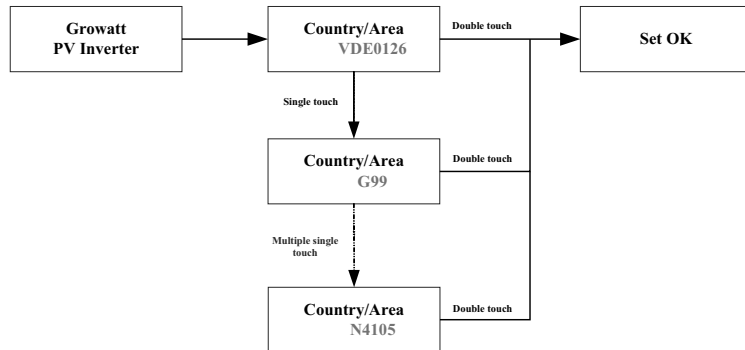 Growatt
PV Inverter
Country/Area
VDE0126
Double touch
Set OK
Single touch
Country/Area
G99
Double touch
Multiple single
touch
Country/Area
N4105
Double touch